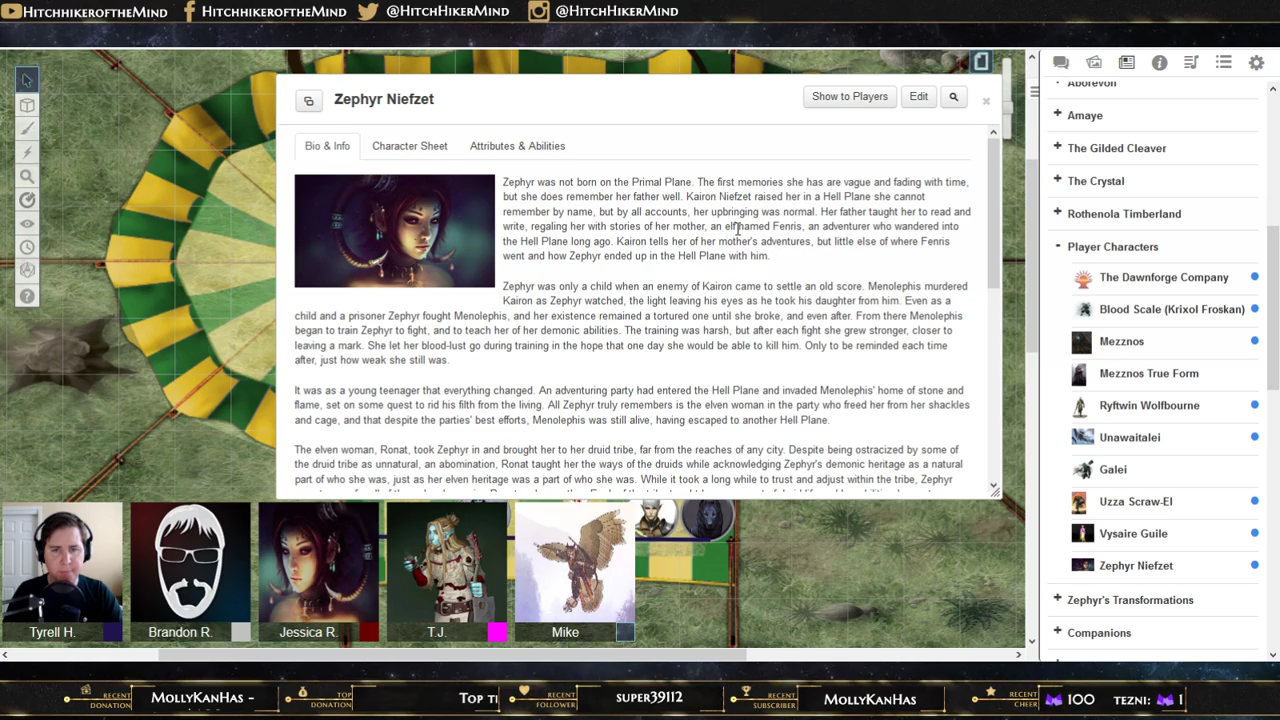 HITCHHIKEROFTHEMIND HITCHHIKEROFTHEMIND @HITCHHIKERMIND @HITCHHIKERMIND
Zephyr Niefzet
Show to Players Edit
Bio & Info Character Sheet Attributes & Abilities
Zephyr was not born on the Primal Plane. The first memories she has are vague and fading with time,
but she does remember her father well. Kairon Niefzet raised her in a Hell Plane she cannot
remember by name, but by all accounts, her upbringing was normal. Her father taught her to read and
write, regaling her with stories of her mother, an elf named Fenris, an adventurer who wandered into
the Hell Plane long ago. Kairon tells her of her mother's adventures, but little else of where Fenris
went and how Zephyr ended up in the Hell Plane with him.
Zephyr was only a child when an enemy of Kairon came to settle an old score. Menolephis murdered
Kairon as Zephyr watched, the light leaving his eyes as he took his daughter from him. Even as a
child and a prisoner Zephyr fought Menolephis, and her existence remained a tortured one until she broke, and even after. From there Menolephis
began to train Zephyr to fight, and to teach her of her demonic abilities. The training was harsh, but after each fight she grew stronger, closer to
leaving a mark. She let her blood-lust go during training in the hope that one day she would be able to kill him. Only to be reminded each time
after, just how weak she still was.
It was as a young teenager that everything changed. An adventuring party had entered the Hell Plane and invaded Menolephis' home of stone and
flame, set on some quest to rid his filth from the living. All Zephyr truly remembers is the elven woman in the party who freed her from her shackles
and cage, and that despite the parties' best efforts, Menolephis was still alive, having escaped to another Hell Plane.
The elven woman, Ronat, took Zephyr in and brought her to her druid tribe, far from the reaches of any city. Despite being ostracized by some of
the druid tribe as unnatural, an abomination, Ronat taught her the ways of the druids while acknowledging Zephyr's demonic heritage as a natural
part of who she was, just as her elven heritage was a part of who she was. While it took a long while to trust and adjust within the tribe, Zephyr
Aborevon
Amaye
The Gilded Cleaver
The Crystal
Rothenola Timberland
Player Characters
The Dawnforge Company
Blood Scale (Krixol Froskan)
Mezznos
Mezznos True Form
Ryftwin Wolfbourne
Unawaitalei
Galei
Uzza Scraw-El
Vysaire Guile
Zephyr Niefzet
Zephyr's Transformations
Companions
Tyrell H. Brandon R. Jessica R. T.J. Mike
RECENT DONATION MOLLYKANHAS - TOP DONATION TOP TI RECENT FOLLOWER SUPER39112 RECENT SUBSCRIBER MOLLYKANHAS RECENT CHEER 100 TEZNI: 1